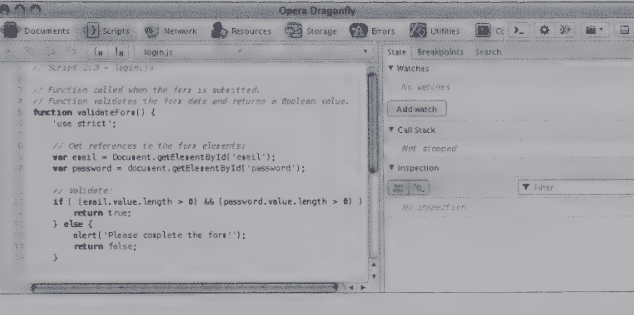 Opera Dragonfly
Documents Scripts Network Resources Storage Errors Utilities
login.js
State Breakpoints Search
// Script 2.3 - login.js
// Function called when the form is submitted.
// Function validates the form data and returns a Boolean value.
function validateForm() {
'use strict';
// Get references to the form elements:
var email = Document.getElementById('email');
var password = document.getElementById('password');
// Validate!
if ( (email.value.length > 0) && (password.value.length > 0) )
return true;
} else {
alert('Please complete the form!');
return false;
}
Watches
No watches
Add watch
Call Stack
Not stopped
Inspection
Filter
No inspection